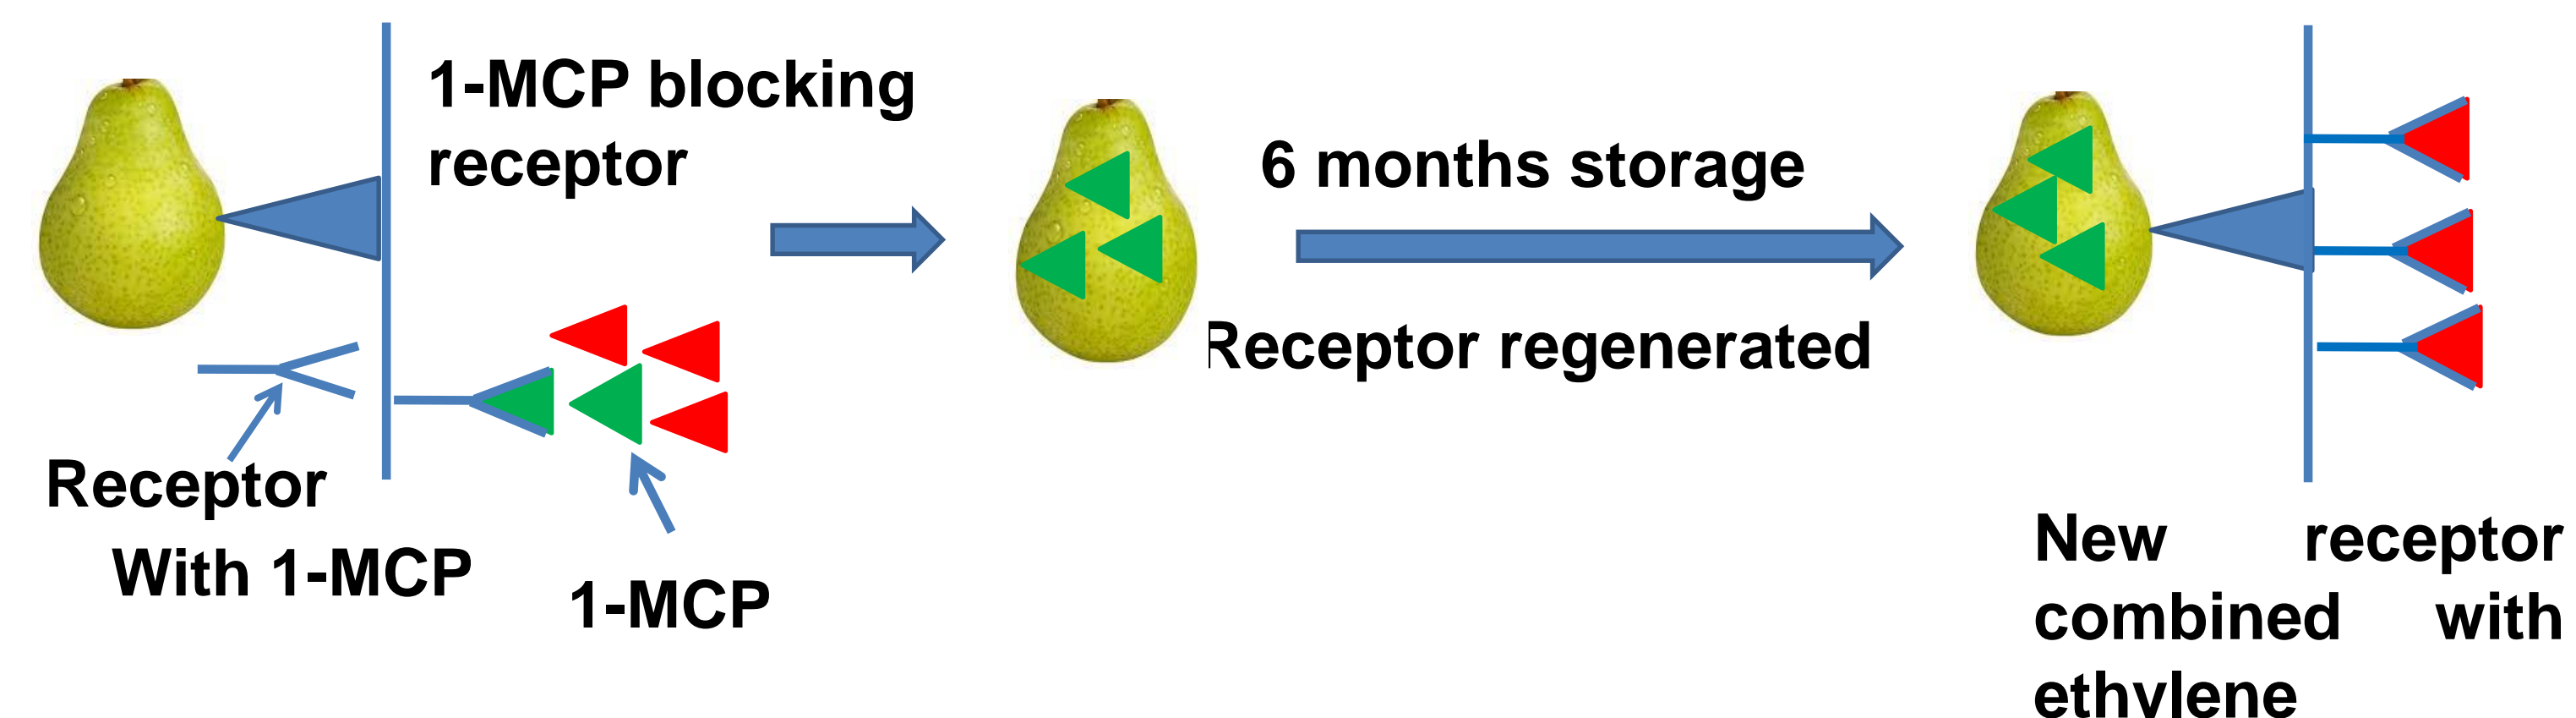 1-MCP blocking
receptor
6 months storage
Receptor regenerated
Receptor
With 1-MCP
1-MCP
New receptor
combined with
ethylene